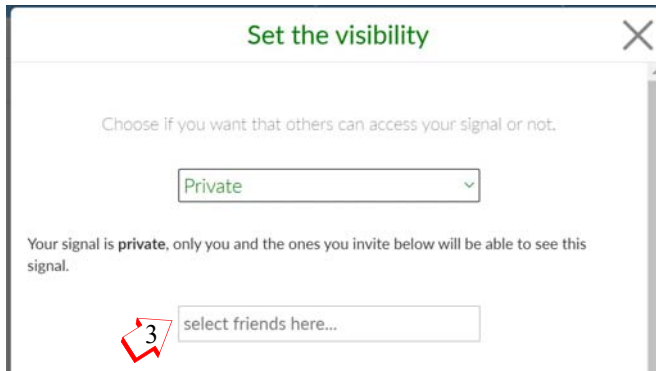 Set the visibility
Choose if you want that others can access your signal or not.
Private
Your signal is private, only you and the ones you invite below will be able to see this
signal.
3
select friends here...